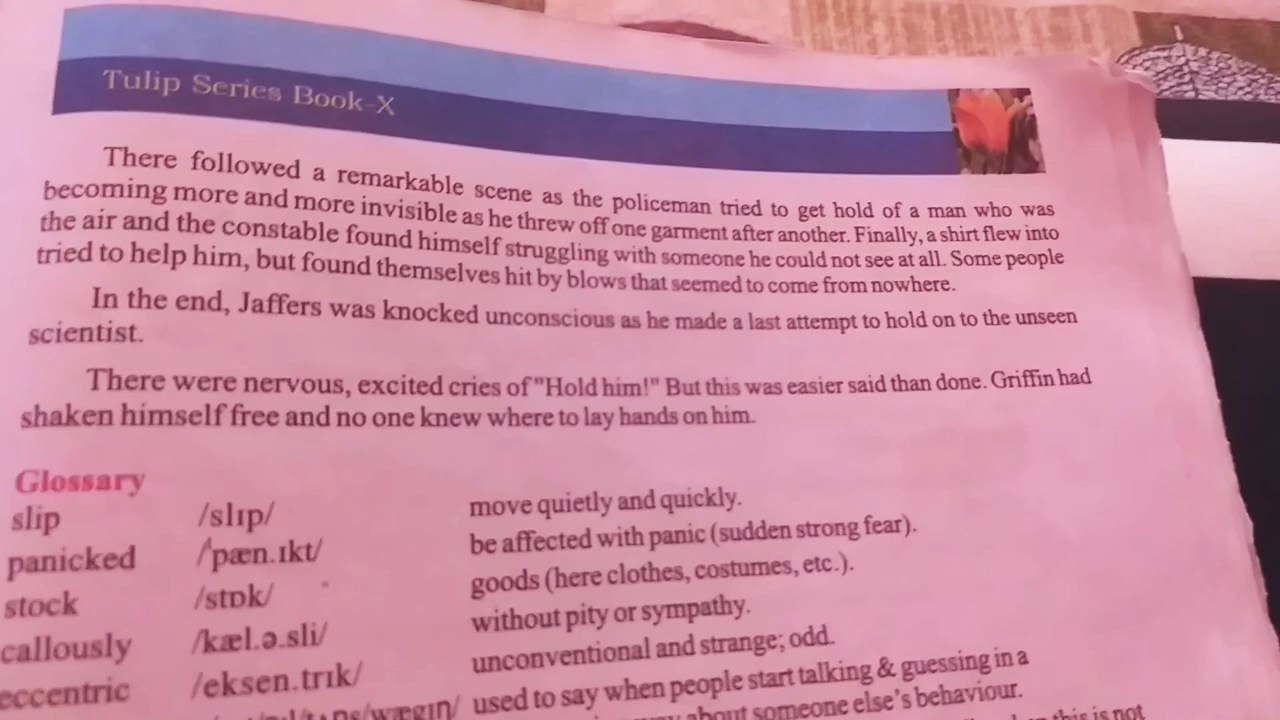 Tulip Series Book-X
There followed a remarkable scene as the policeman tried to get hold of a man who was
becoming more and more invisible as he threw off one garment after another. Finally, a shirt flew into
the air and the constable found himself struggling with someone he could not see at all. Some people
tried to help him, but found themselves hit by blows that seemed to come from nowhere.
In the end, Jaffers was knocked unconscious as he made a last attempt to hold on to the unseen
scientist.
There were nervous, excited cries of "Hold him!" But this was easier said than done. Griffin had
shaken himself free and no one knew where to lay hands on him.
Glossary
slip /slɪp/ move quietly and quickly.
panicked /ˈpæn.ɪkt/ be affected with panic (sudden strong fear).
stock /stɒk/ goods (here clothes, costumes, etc.).
callously /kæl.ə.sli/ without pity or sympathy.
eccentric /eksen.trɪk/ unconventional and strange; odd.
used to say when people start talking & guessing in a
about someone else's behaviour.
this is not